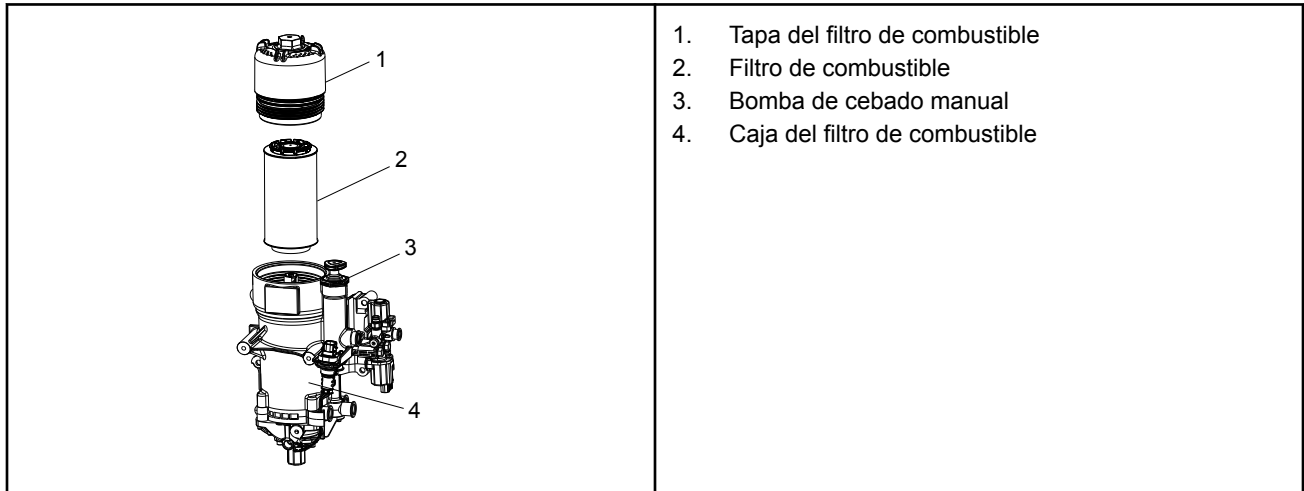 1
2
3
4
1. Tapa del filtro de combustible
2. Filtro de combustible
3. Bomba de cebado manual
4. Caja del filtro de combustible